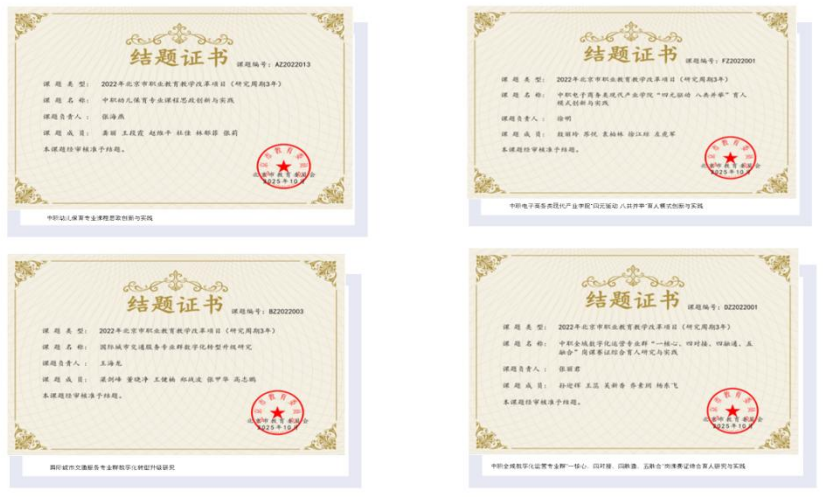 结题证书
课题编号：AZ2022013
课题类型：2022年北京市职业教育教学改革项目（研究周期3年）
课题名称：中职幼儿保育专业课程思政创新与实践
课题负责人：张海燕
课题成员：
本课题经审核准予结题。
2025年10月
中职幼儿保育专业课程思政创新与实践
结题证书
课题编号：FZ2022001
课题类型：2022年北京市职业教育教学改革项目（研究周期3年）
课题名称：中职电子商务类现代产业学院“四元驱动 八共并举”育人
模式创新与实践
课题负责人：徐明
课题成员：
本课题经审核准予结题。
2025年10月
中职电子商务类现代产业学院“四元驱动 八共并举”育人模式创新与实践
结题证书
课题编号：BZ2022003
课题类型：2022年北京市职业教育教学改革项目（研究周期3年）
课题名称：国际城市交通服务专业群数字化转型升级研究
课题负责人：王海龙
课题成员：
本课题经审核准予结题。
2025年10月
城市交通服务专业群数字化转型升级研究
结题证书
课题编号：DZ2022001
课题类型：2022年北京市职业教育教学改革项目（研究周期3年）
课题名称：中职全域数字化运营专业群“一核心、四对接、四融通、五
融合”岗课赛证综合育人研究与实践
课题负责人：张丽君
课题成员：
本课题经审核准予结题。
2025年10月
中职全域数字化运营专业群“一核心、四对接、四融通、五融合”岗课赛证综合育人研究与实践